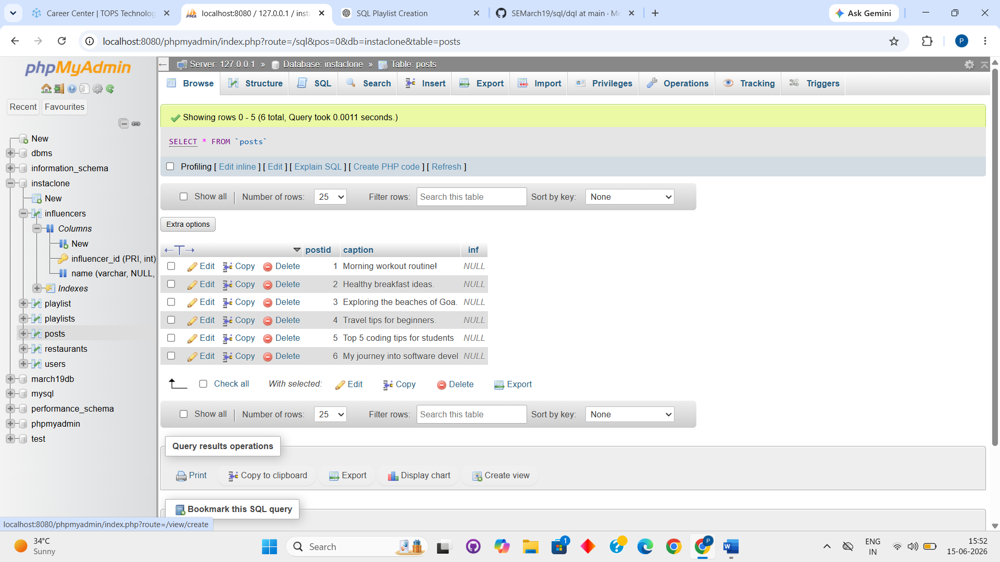 Career Center | TOPS Technolog
localhost:8080 / 127.0.0.1 / insta
SQL Playlist Creation
SEMarch19/sql/dql at main · Me
Ask Gemini
localhost:8080/phpmyadmin/index.php?route=/sql&pos=0&db=instaclone&table=posts
P
phpMyAdmin
Recent
Favourites
New
dbms
information_schema
instaclone
New
influencers
Columns
New
influencer_id (PRI, int)
name (varchar, NULL,
Indexes
playlist
playlists
posts
restaurants
users
march19db
mysql
performance_schema
phpmyadmin
test
localhost:8080/phpmyadmin/index.php?route=/view/create
Server: 127.0.0.1 » Database: instaclone » Table: posts
Browse Structure SQL Search Insert Export Import Privileges Operations Tracking Triggers
Showing rows 0 - 5 (6 total, Query took 0.0011 seconds.)
SELECT * FROM `posts`
Profiling [ Edit inline ] [ Edit ] [ Explain SQL ] [ Create PHP code ] [ Refresh ]
Show all Number of rows: 25 Filter rows: Search this table Sort by key: None
Extra options
postid caption inf
Edit Copy Delete 1 Morning workout routine! NULL
Edit Copy Delete 2 Healthy breakfast ideas. NULL
Edit Copy Delete 3 Exploring the beaches of Goa. NULL
Edit Copy Delete 4 Travel tips for beginners. NULL
Edit Copy Delete 5 Top 5 coding tips for students NULL
Edit Copy Delete 6 My journey into software devel NULL
Check all With selected: Edit Copy Delete Export
Show all Number of rows: 25 Filter rows: Search this table Sort by key: None
Query results operations
Print Copy to clipboard Export Display chart Create view
Bookmark this SQL query
34°C
Sunny
Search
1
P
ENG
IN
15:52
15-06-2026